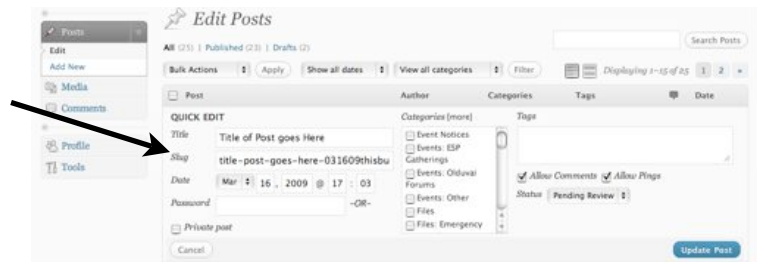 Posts
Edit
Add New
Media
Comments
Profile
Tools
Edit Posts
Search Posts
All (25) | Published (23) | Drafts (2)
Bulk Actions Apply Show all dates View all categories Filter Displaying 1-15 of 25 1 2 »
Post Author Categories Tags Date
QUICK EDIT Categories [more] Tags
Title Title of Post goes Here
Slug title-post-goes-here-031609thisbu
Date Mar 16 , 2009 @ 17 : 03
Password -OR-
Private post
Event Notices
Events: ESP
Gatherings
Events: Olduvai
Forums
Events: Other
Files
Files: Emergency
Allow Comments Allow Pings
Status Pending Review
Cancel Update Post